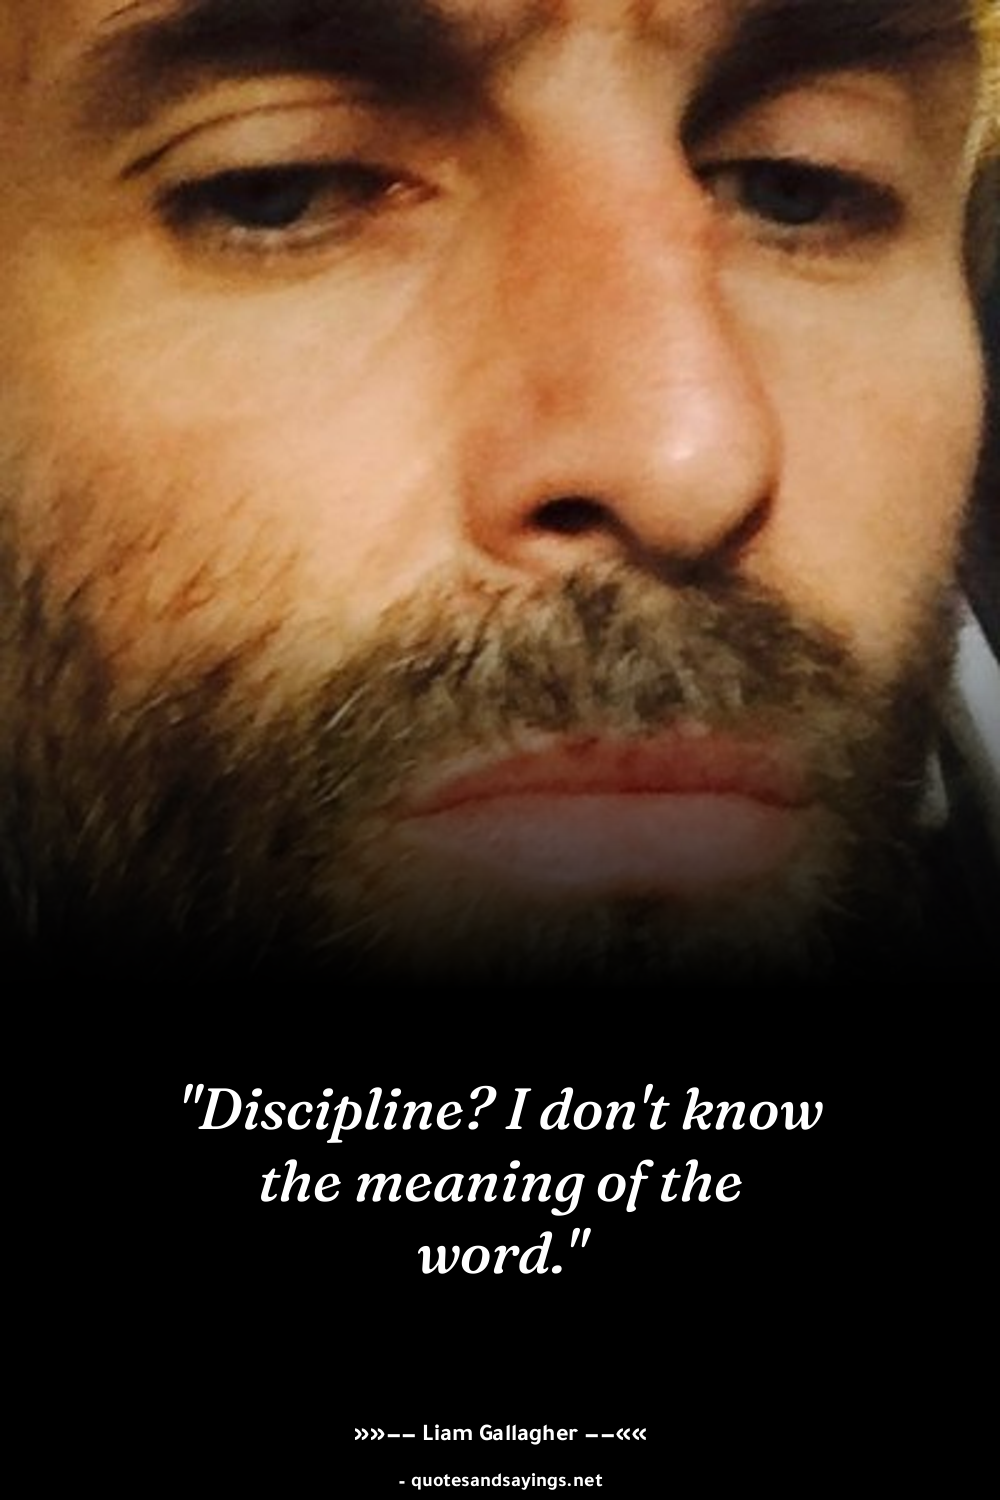 "Discipline? I don't know
the meaning of the
word."
»»−− Liam Gallagher −−««
- quotesandsayings.net